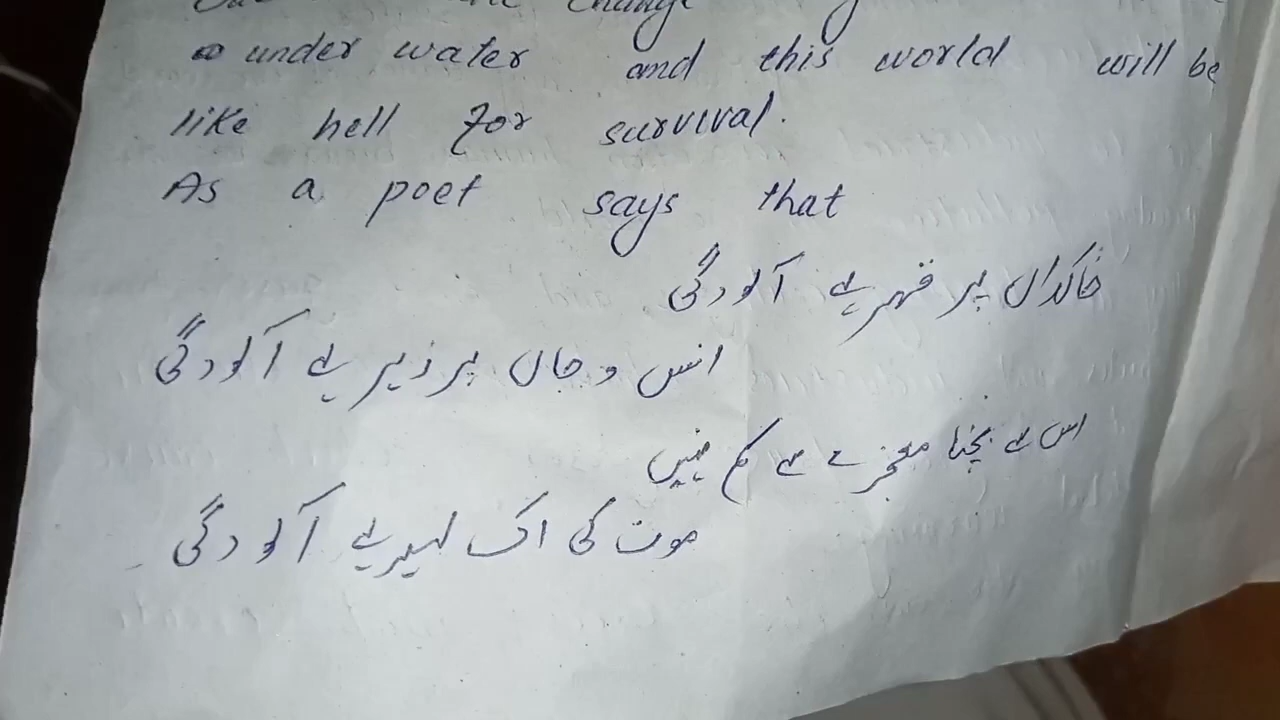 change
under water and this world will be
like hell for survival.
As a poet says that
خاکداں پر قہر ہے آلودگی
انس و جاں پر زہر ہے آلودگی
اس سے بچنا معجزے سے کم نہیں
موت کی اک لہر ہے آلودگی